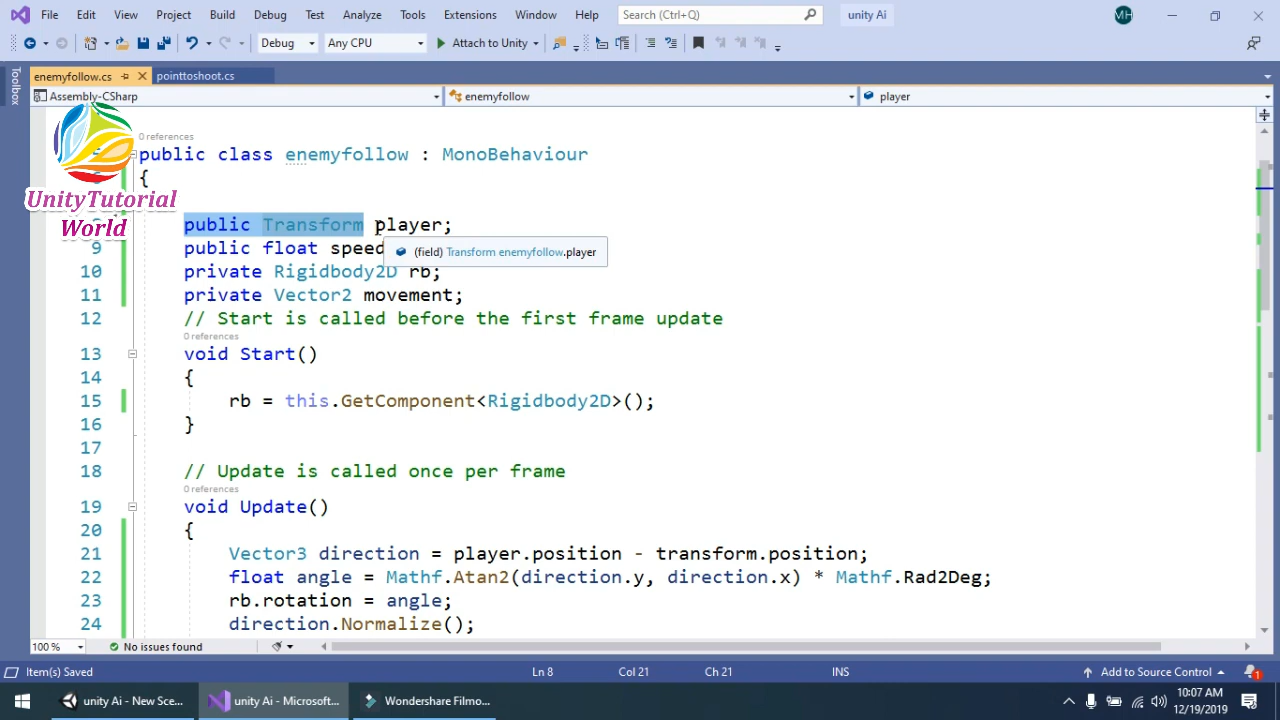 File Edit View Project Build Debug Test Analyze Tools Extensions Window Help Search (Ctrl+Q) unity Ai MH
Debug Any CPU Attach to Unity
Toolbox
enemyfollow.cs pointtoshoot.cs
Assembly-CSharp enemyfollow player
0 references
public class enemyfollow : MonoBehaviour
{
UnityTutorial
World
public Transform player;
9 public float speed
(field) Transform enemyfollow.player
10 private Rigidbody2D rb;
11 private Vector2 movement;
12 // Start is called before the first frame update
0 references
13 void Start()
14 {
15 rb = this.GetComponent<Rigidbody2D>();
16 }
17
18 // Update is called once per frame
0 references
19 void Update()
20 {
21 Vector3 direction = player.position - transform.position;
22 float angle = Mathf.Atan2(direction.y, direction.x) * Mathf.Rad2Deg;
23 rb.rotation = angle;
24 direction.Normalize();
100 % No issues found
Item(s) Saved Ln 8 Col 21 Ch 21 INS Add to Source Control 1
unity Ai - New Sce... unity Ai - Microsoft... Wondershare Filmo... 10:07 AM
12/19/2019